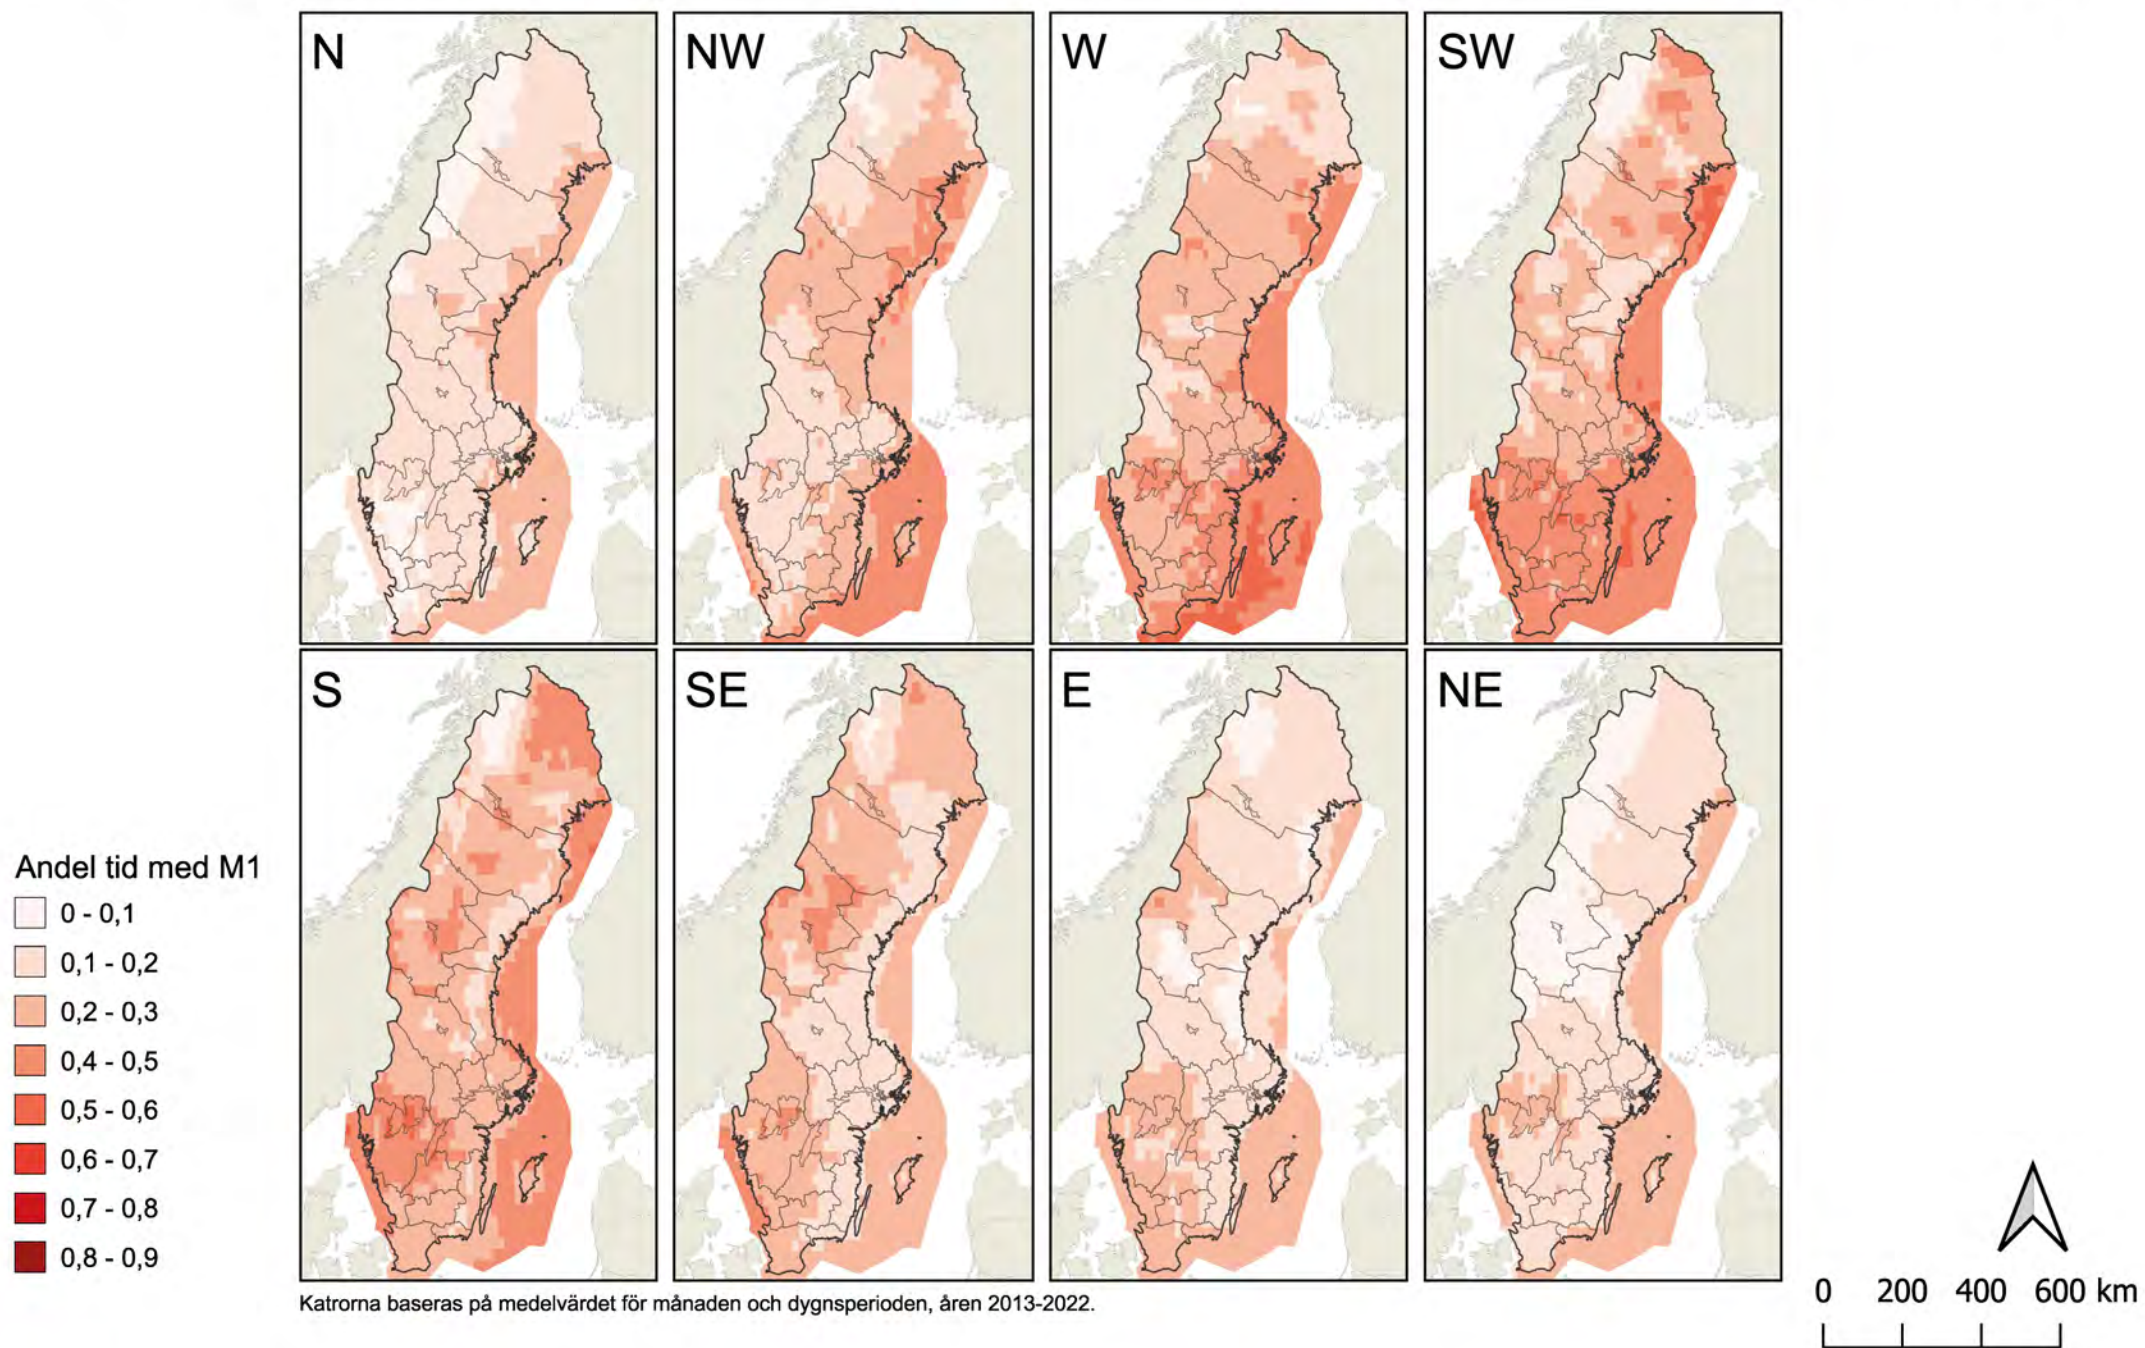 N
NW
W
SW
S
SE
E
NE
Andel tid med M1
0 - 0,1
0,1 - 0,2
0,2 - 0,3
0,4 - 0,5
0,5 - 0,6
0,6 - 0,7
0,7 - 0,8
0,8 - 0,9
Katrorna baseras på medelvärdet för månaden och dygnsperioden, åren 2013-2022.
0 200 400 600 km